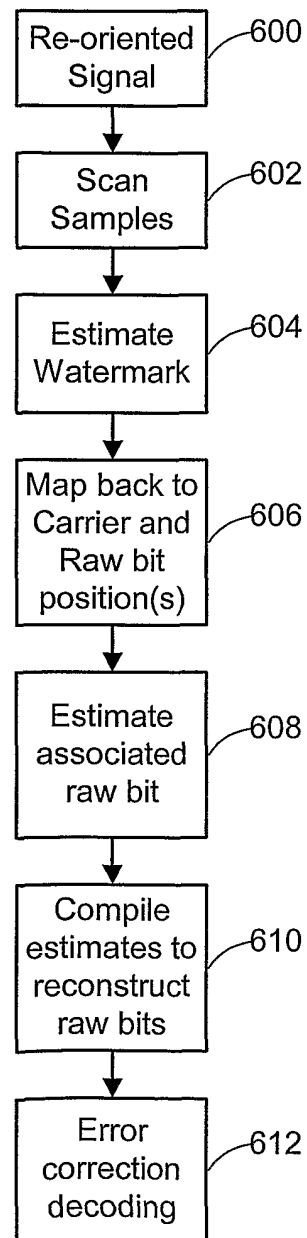 Re-oriented
Signal
600
Scan
Samples
602
Estimate
Watermark
604
Map back to
Carrier and
Raw bit
position(s)
606
Estimate
associated
raw bit
608
Compile
estimates to
reconstruct
raw bits
610
Error
correction
decoding
612